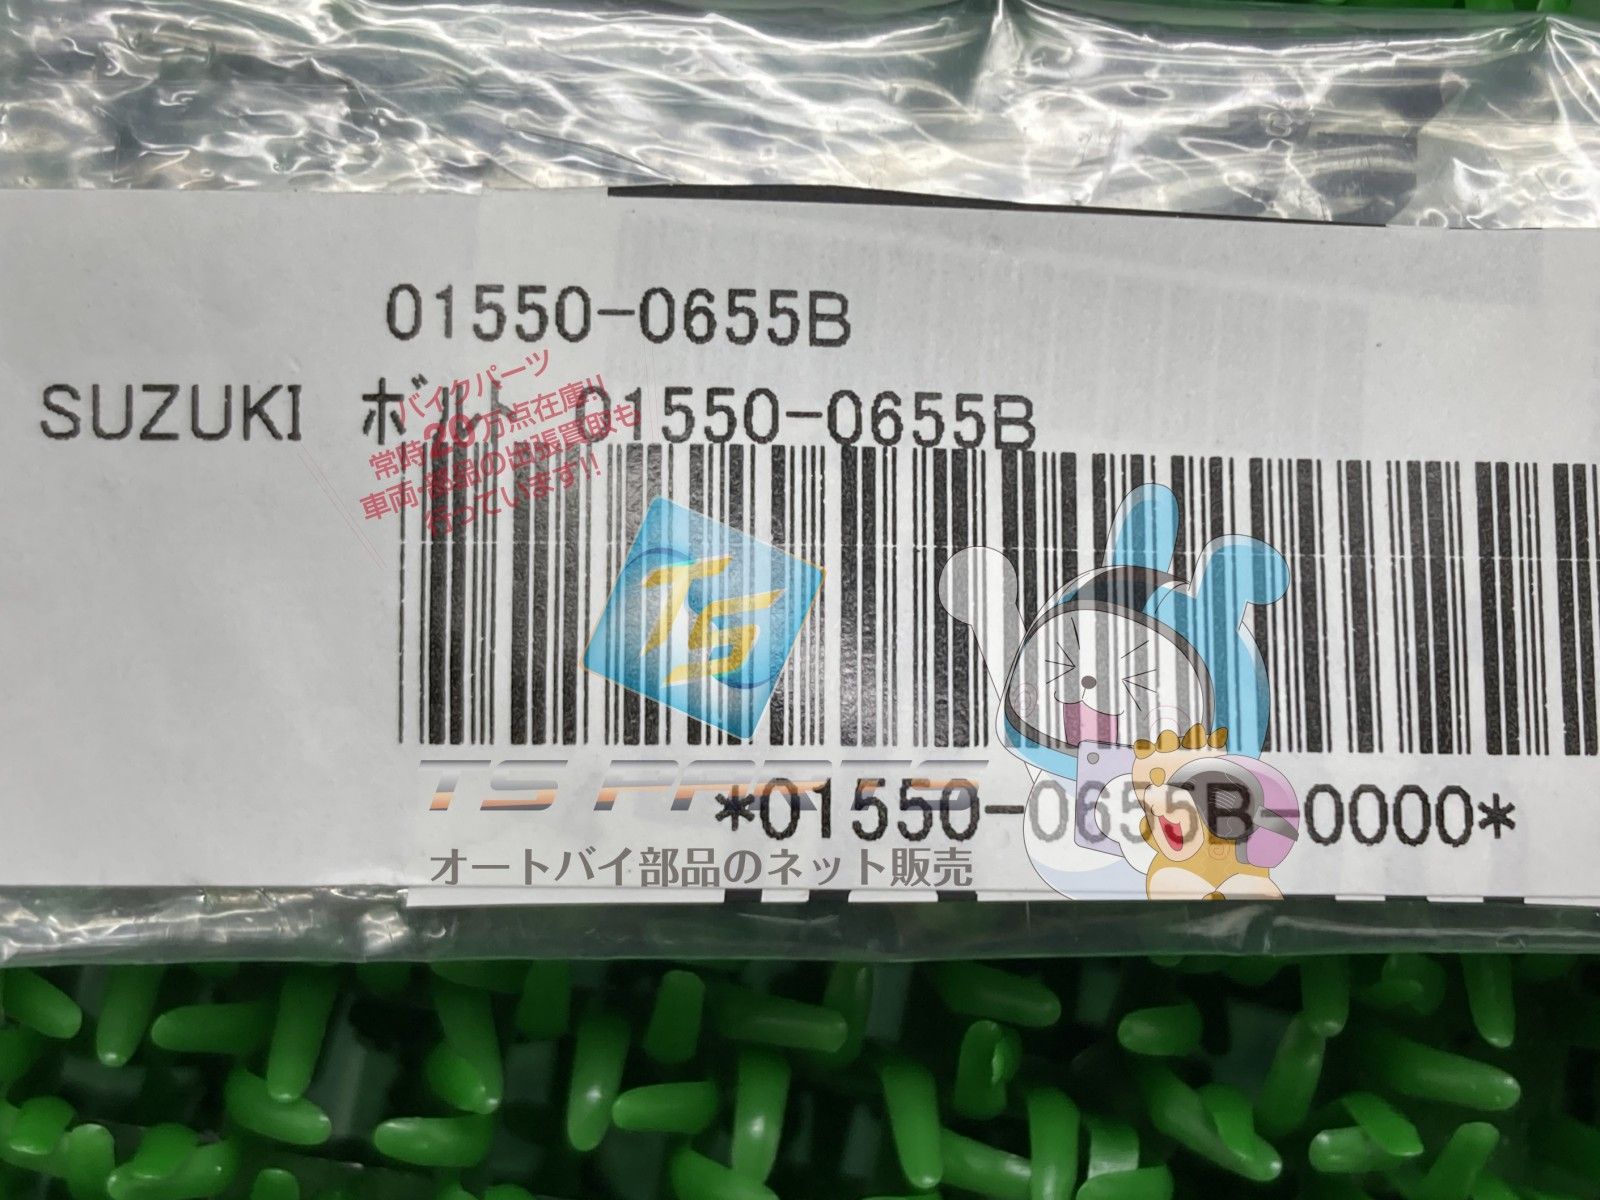 01550-0655B
SUZUKI ボルト 01550-0655B
バイクパーツ
常時20万点在庫!!
車両・部品の出張買取も
行っています!!
TS
TS PARTS
*01550-0655B-0000*
オートバイ部品のネット販売